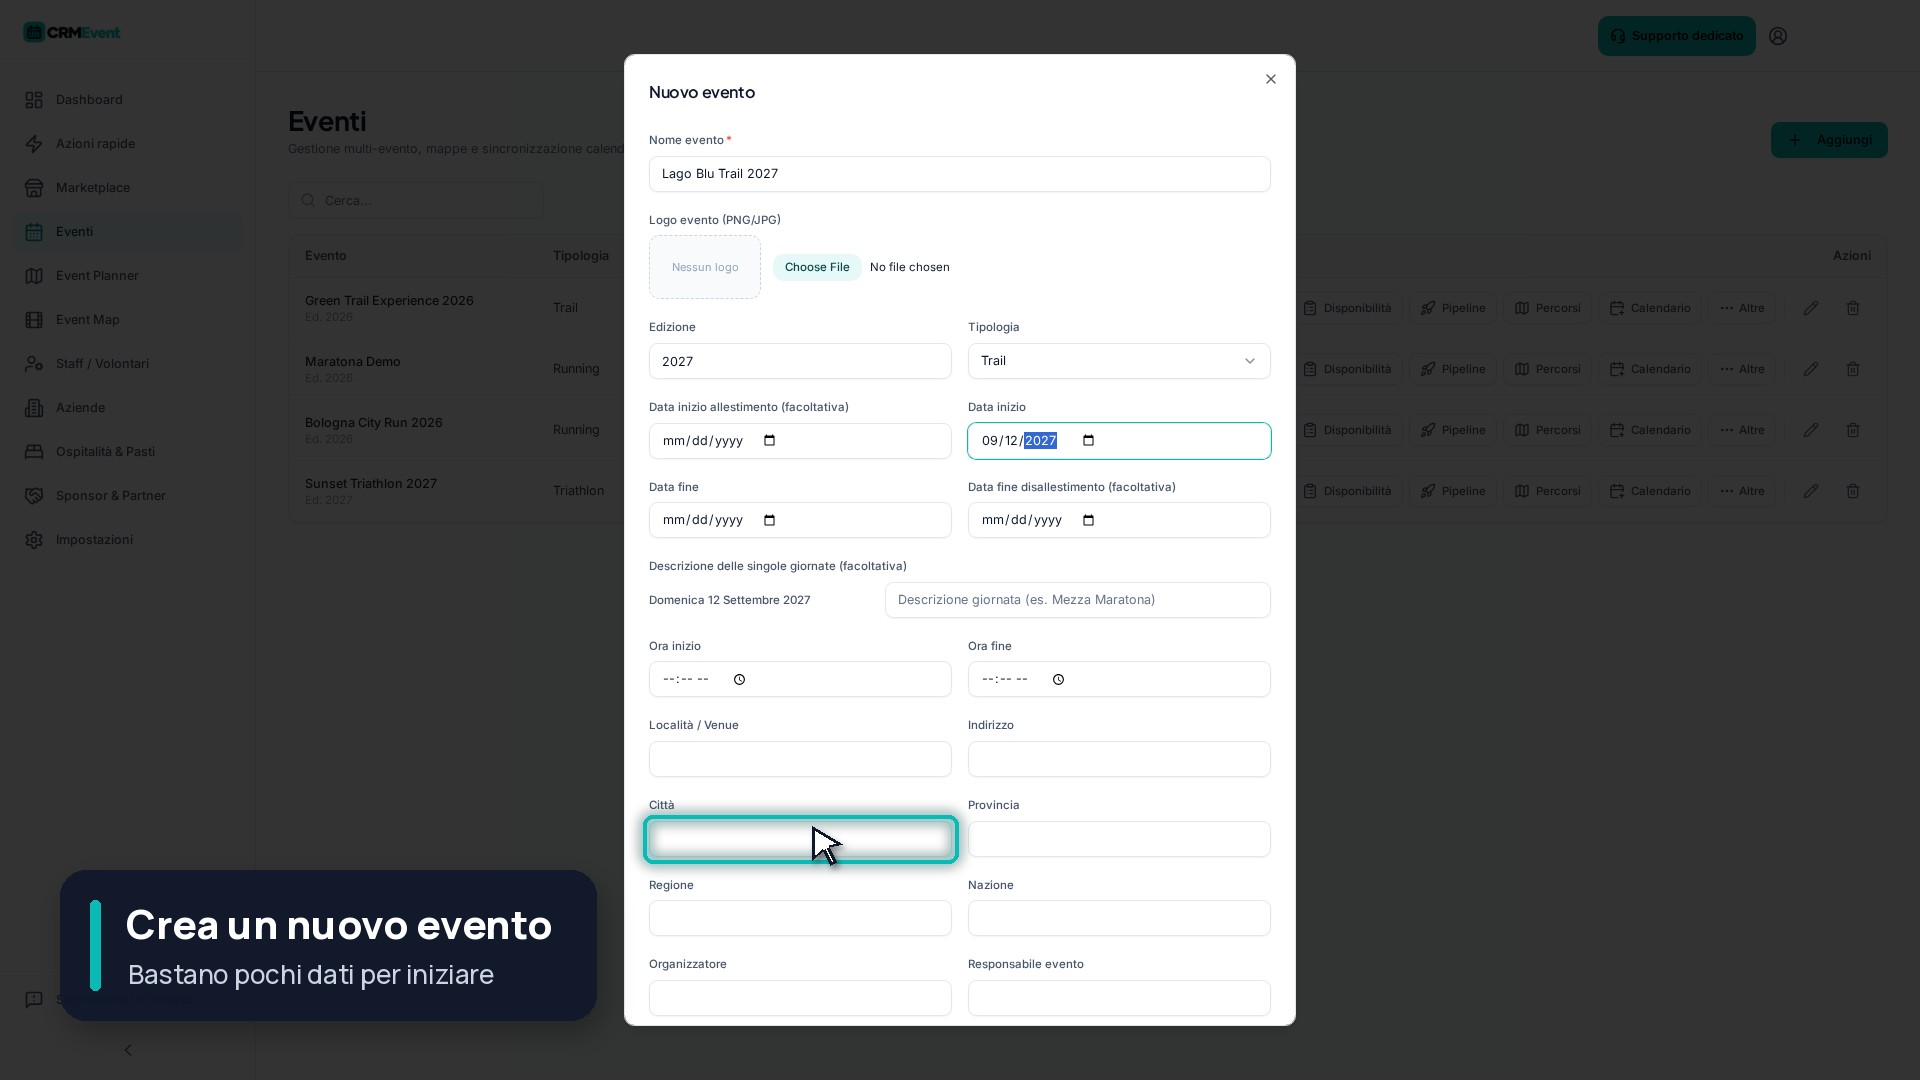 CRMEvent
Supporto dedicato
Dashboard
Azioni rapide
Marketplace
Eventi
Event Planner
Event Map
Staff / Volontari
Aziende
Ospitalità & Pasti
Sponsor & Partner
Impostazioni
Eventi
Gestione multi-evento, mappe e sincronizzazione calend
Aggiungi
Cerca...
Evento Tipologia Azioni
Green Trail Experience 2026 Trail Disponibilità Pipeline Percorsi Calendario Altre
Ed. 2026
Maratona Demo Running Disponibilità Pipeline Percorsi Calendario Altre
Ed. 2026
Bologna City Run 2026 Running Disponibilità Pipeline Percorsi Calendario Altre
Ed. 2026
Sunset Triathlon 2027 Triathlon Disponibilità Pipeline Percorsi Calendario Altre
Ed. 2027
Nuovo evento
Nome evento *
Lago Blu Trail 2027
Logo evento (PNG/JPG)
Nessun logo Choose File No file chosen
Edizione Tipologia
2027 Trail
Data inizio allestimento (facoltativa) Data inizio
mm/dd/yyyy 09/12/2027
Data fine Data fine disallestimento (facoltativa)
mm/dd/yyyy mm/dd/yyyy
Descrizione delle singole giornate (facoltativa)
Domenica 12 Settembre 2027 Descrizione giornata (es. Mezza Maratona)
Ora inizio Ora fine
--:-- -- --:-- --
Località / Venue Indirizzo
Città Provincia
Regione Nazione
Organizzatore Responsabile evento
Crea un nuovo evento
Bastano pochi dati per iniziare